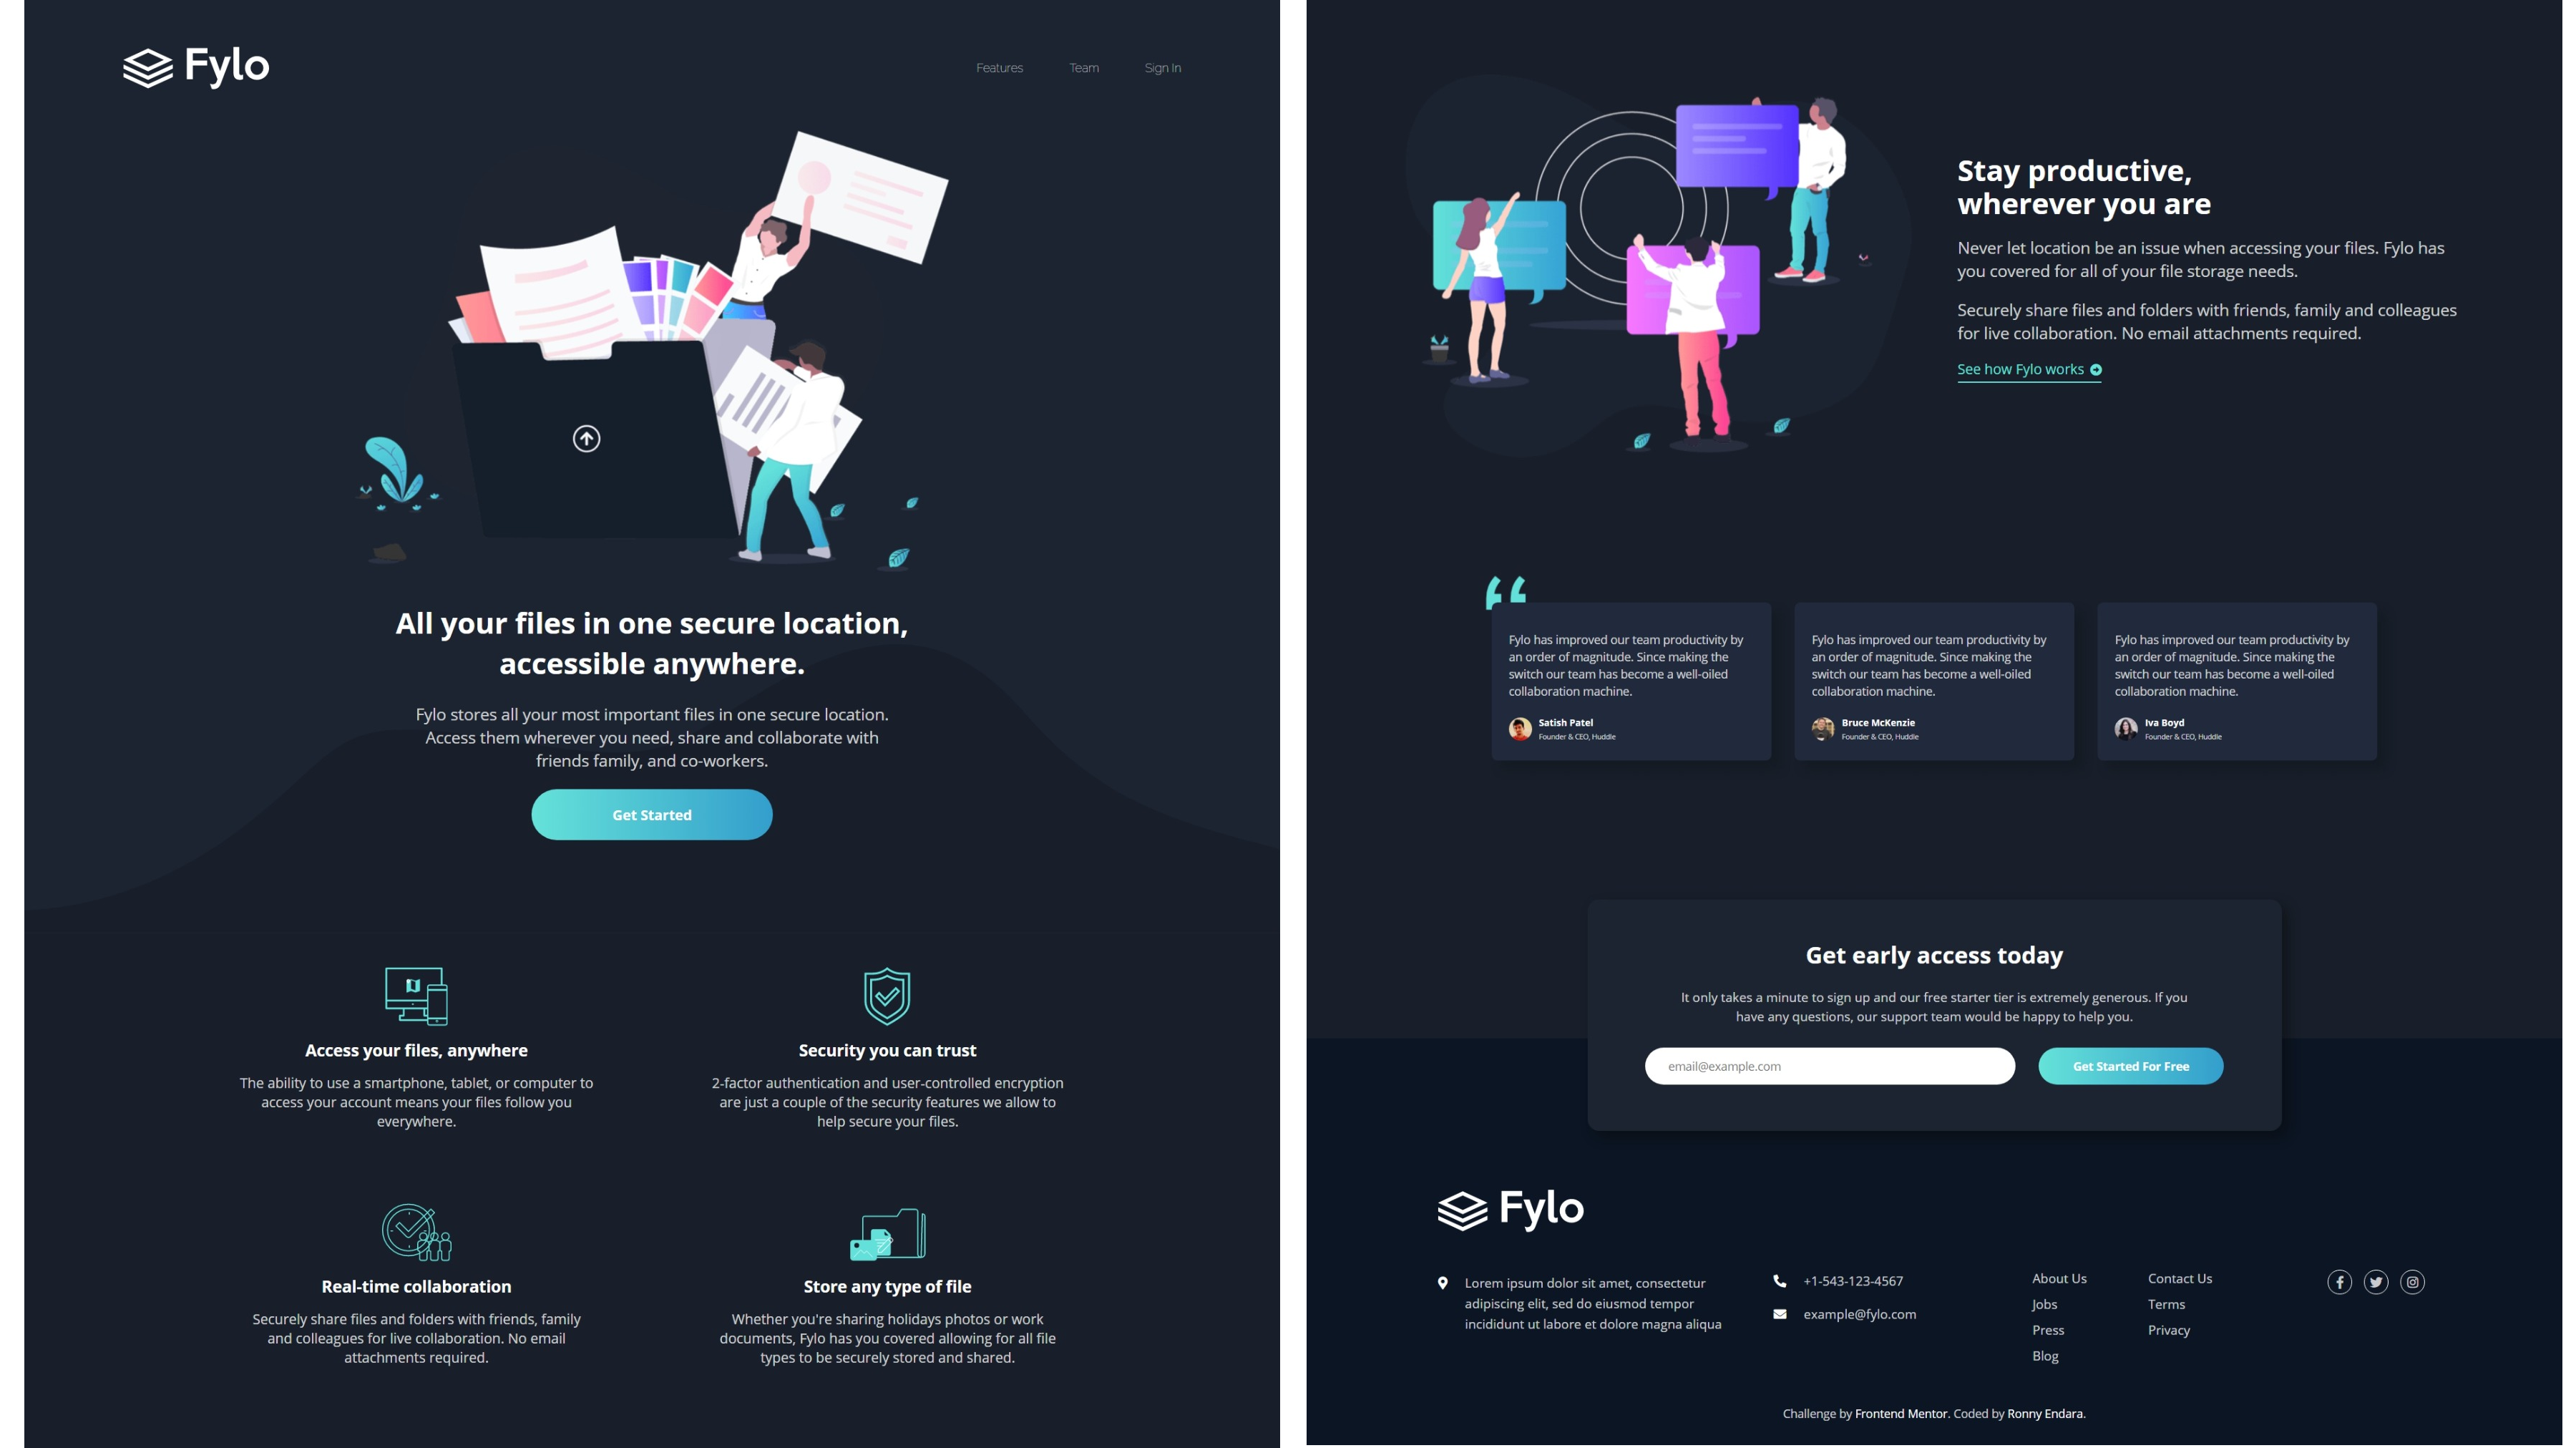 Fylo
Features
Team
Sign In
All your files in one secure location,
accessible anywhere.
Fylo stores all your most important files in one secure location.
Access them wherever you need, share and collaborate with
friends family, and co-workers.
Get Started
Access your files, anywhere
The ability to use a smartphone, tablet, or computer to
access your account means your files follow you
everywhere.
Security you can trust
2-factor authentication and user-controlled encryption
are just a couple of the security features we allow to
help secure your files.
Real-time collaboration
Securely share files and folders with friends, family
and colleagues for live collaboration. No email
attachments required.
Store any type of file
Whether you're sharing holidays photos or work
documents, Fylo has you covered allowing for all file
types to be securely stored and shared.
Stay productive,
wherever you are
Never let location be an issue when accessing your files. Fylo has
you covered for all of your file storage needs.
Securely share files and folders with friends, family and colleagues
for live collaboration. No email attachments required.
See how Fylo works
“
Fylo has improved our team productivity by
an order of magnitude. Since making the
switch our team has become a well-oiled
collaboration machine.
Satish Patel
Founder & CEO, Huddle
Fylo has improved our team productivity by
an order of magnitude. Since making the
switch our team has become a well-oiled
collaboration machine.
Bruce McKenzie
Founder & CEO, Huddle
Fylo has improved our team productivity by
an order of magnitude. Since making the
switch our team has become a well-oiled
collaboration machine.
Iva Boyd
Founder & CEO, Huddle
Get early access today
It only takes a minute to sign up and our free starter tier is extremely generous. If you
have any questions, our support team would be happy to help you.
email@example.com
Get Started For Free
Fylo
Lorem ipsum dolor sit amet, consectetur
adipiscing elit, sed do eiusmod tempor
incididunt ut labore et dolore magna aliqua
+1-543-123-4567
example@fylo.com
About Us
Jobs
Press
Blog
Contact Us
Terms
Privacy
Challenge by Frontend Mentor. Coded by Ronny Endara.